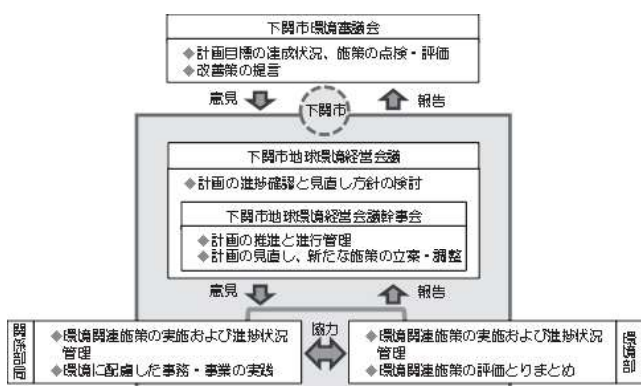 下関市環境審議会
◆計画目標の達成状況、施策の点検・評価
◆改善策の提言
意見
報告
下関市
下関市地球環境経営会議
◆計画の進捗確認と見直し方針の検討
下関市地球環境経営会議幹事会
◆計画の推進と進行管理
◆計画の見直し、新たな施策の立案・調整
意見
報告
関係部局
◆環境関連施策の実施および進捗状況
管理
◆環境に配慮した事務・事業の実践
協力
◆環境関連施策の実施および進捗状況
管理
◆環境関連施策の評価とりまとめ
環境部